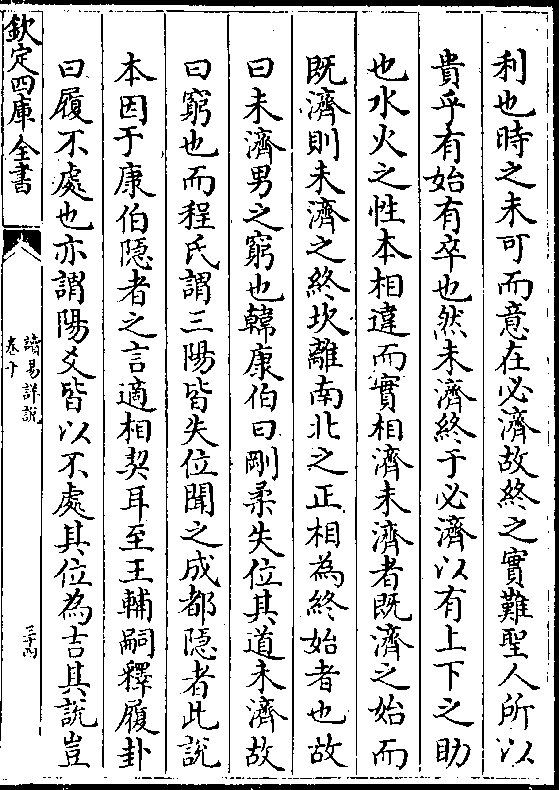 利也時之未可而意在必濟故終之實難聖人所以
貴乎有始有卒也然未濟終于必濟以有上下之助
也水火之性本相違而實相濟未濟者既濟之始而
既濟則未濟之終坎離南北之正相為終始者也故
曰未濟男之窮也韓康伯曰剛柔失位其道未濟故
曰窮也而程氏謂三陽皆失位聞之成都隱者此說
本因于康伯隱者之言適相契耳至王輔嗣釋履卦
曰履不處也亦謂陽爻皆以不處其位為吉其說豈
欽定四庫全書
讀易詳說
卷十
三十四